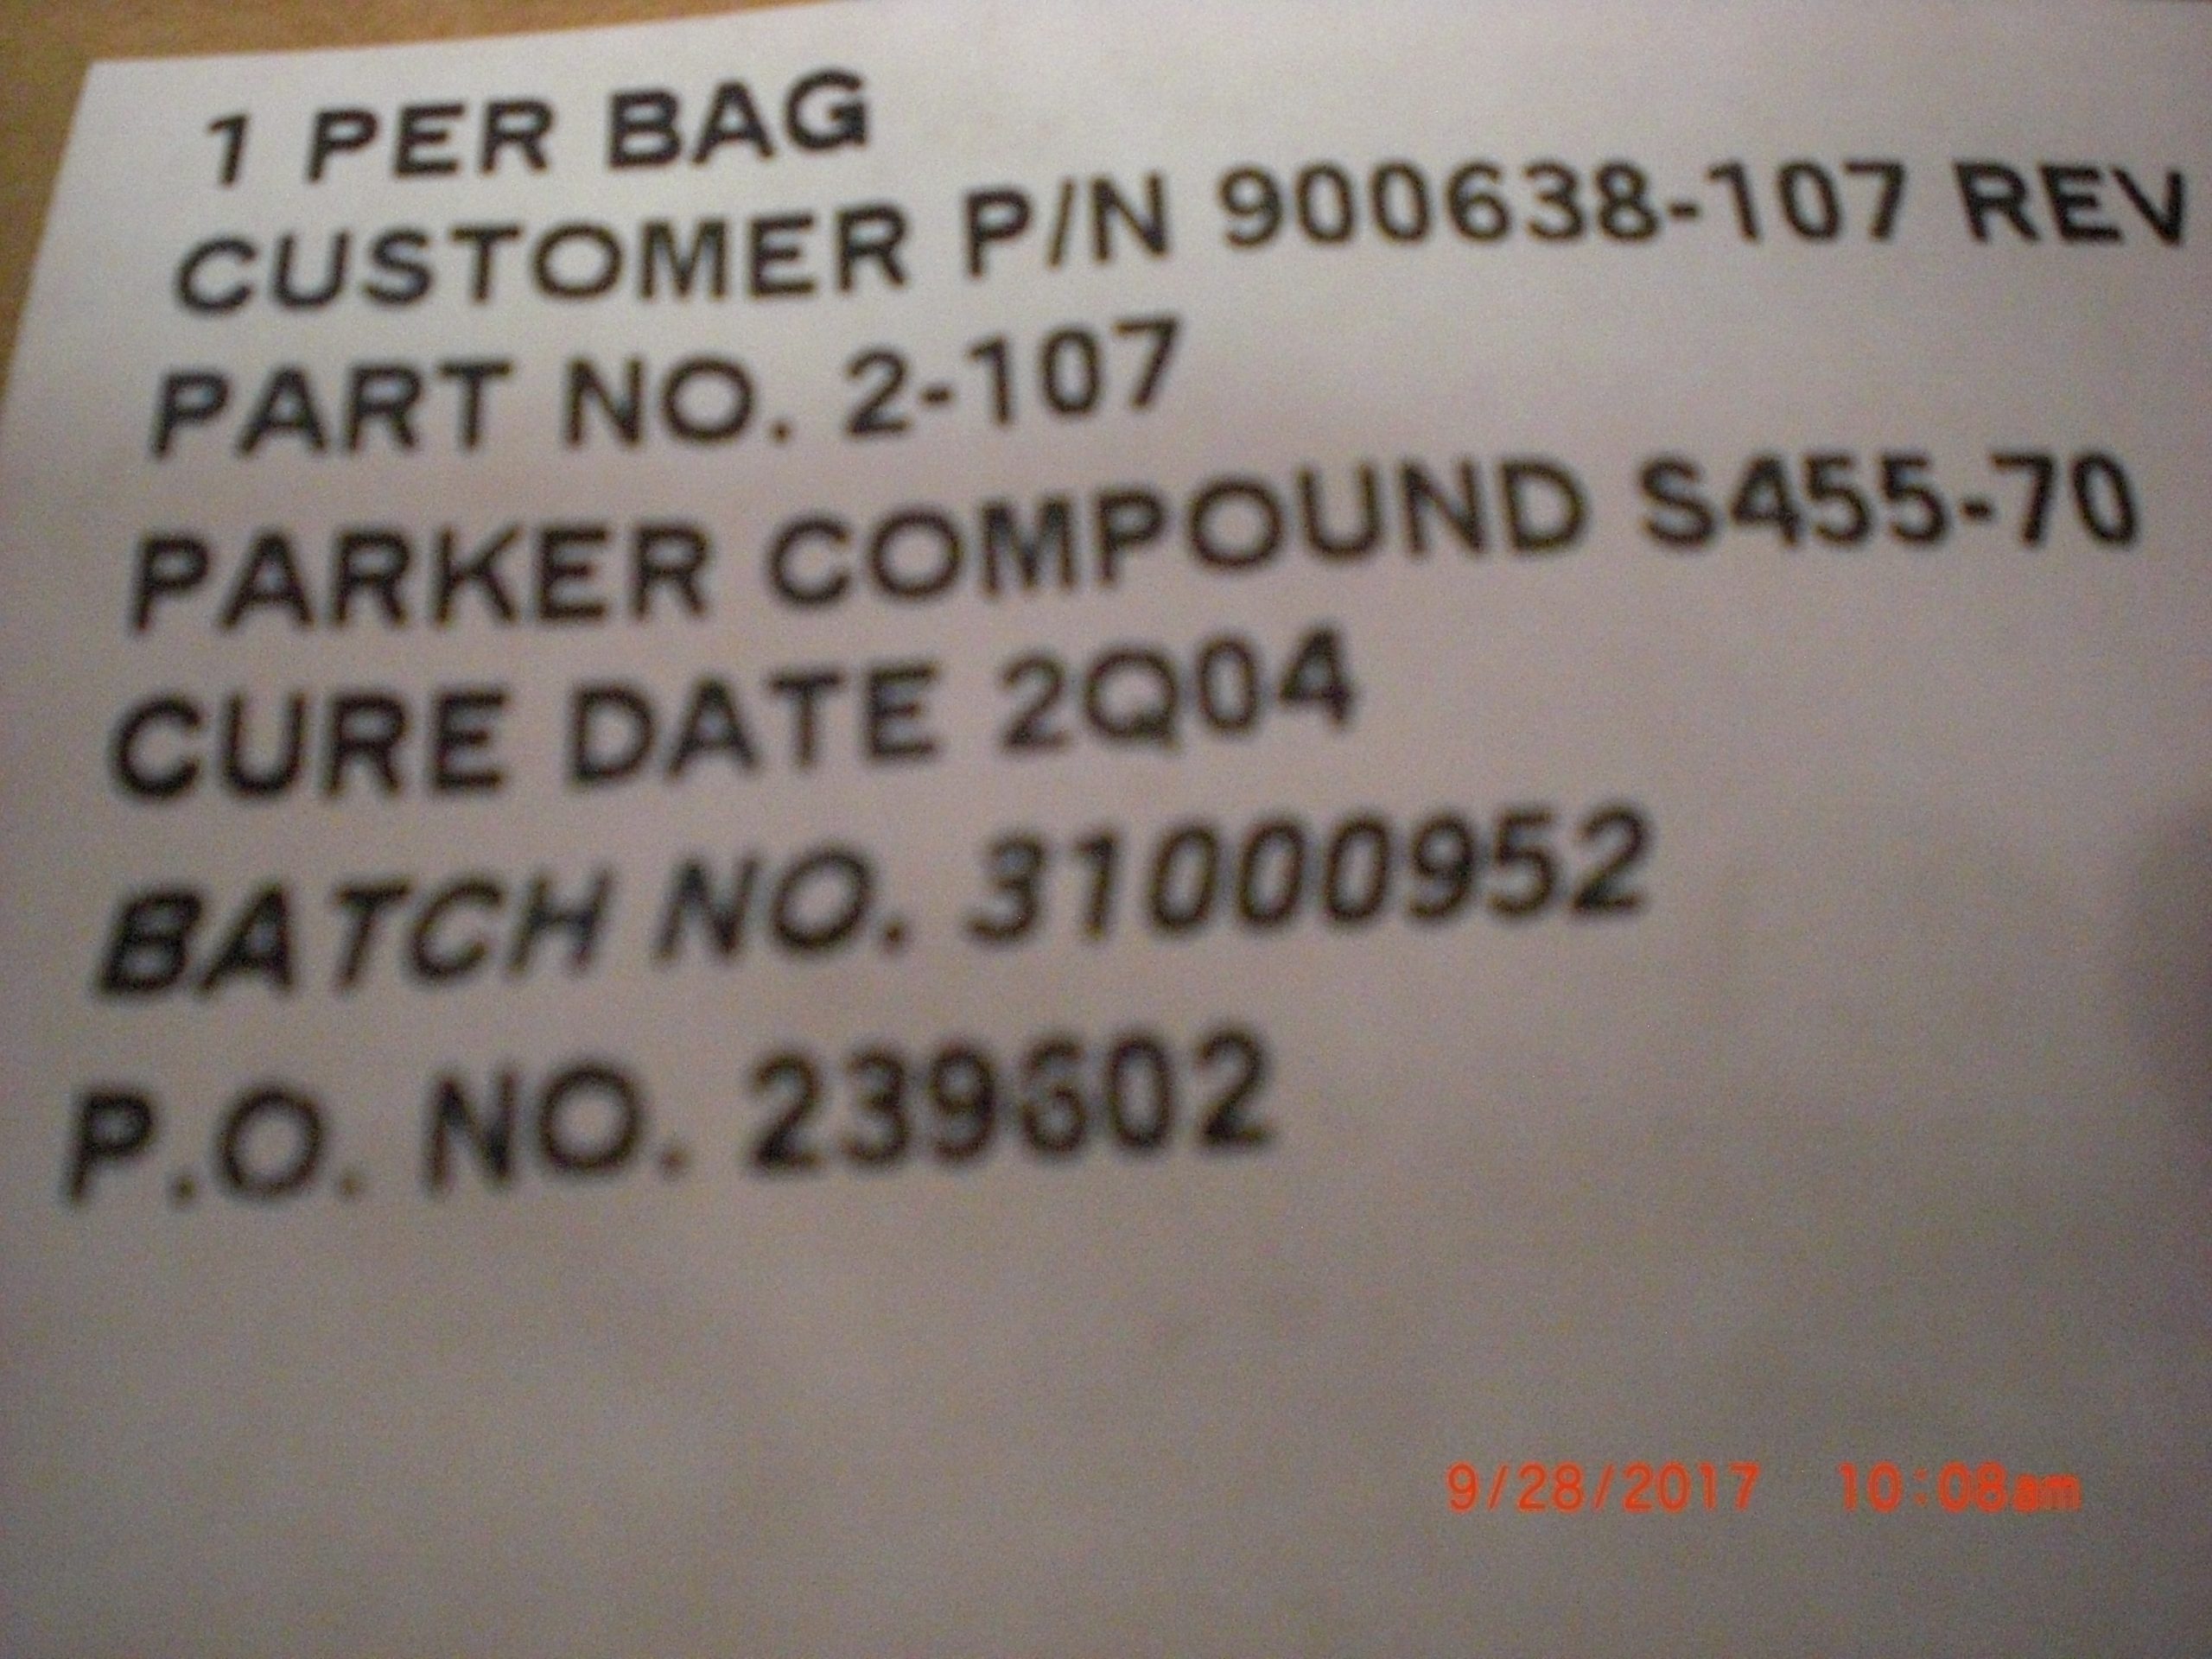 1 PER BAG
CUSTOMER P/N 900638-107 REV
PART NO. 2-107
PARKER COMPOUND S455-70
CURE DATE 2Q04
BATCH NO. 31000952
P.O. NO. 239602
9/28/2017 10:08am